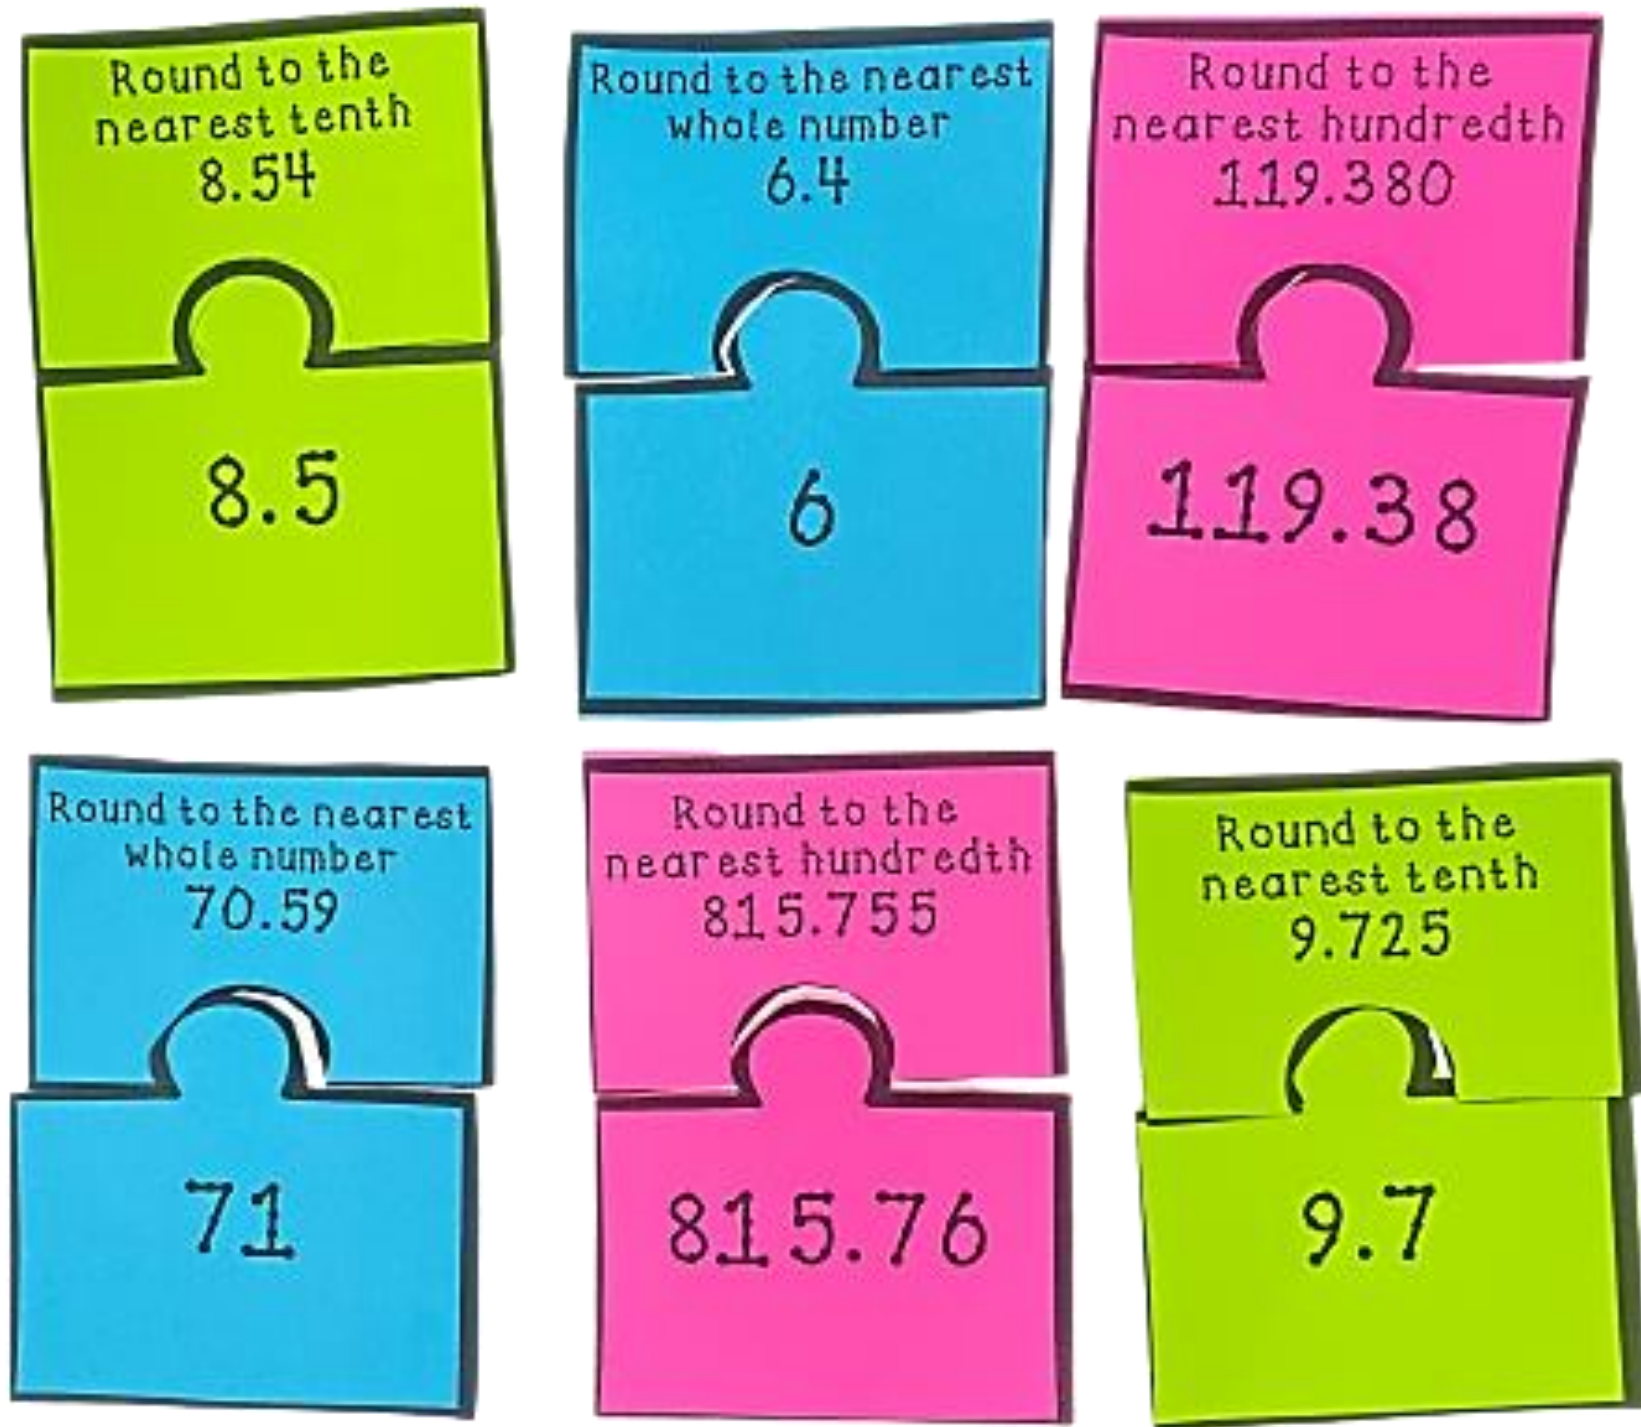 Round to the
nearest tenth
8.54
8.5
Round to the nearest
whole number
6.4
6
Round to the
nearest hundredth
119.380
119.38
Round to the nearest
whole number
70.59
71
Round to the
nearest hundredth
815.755
815.76
Round to the
nearest tenth
9.725
9.7